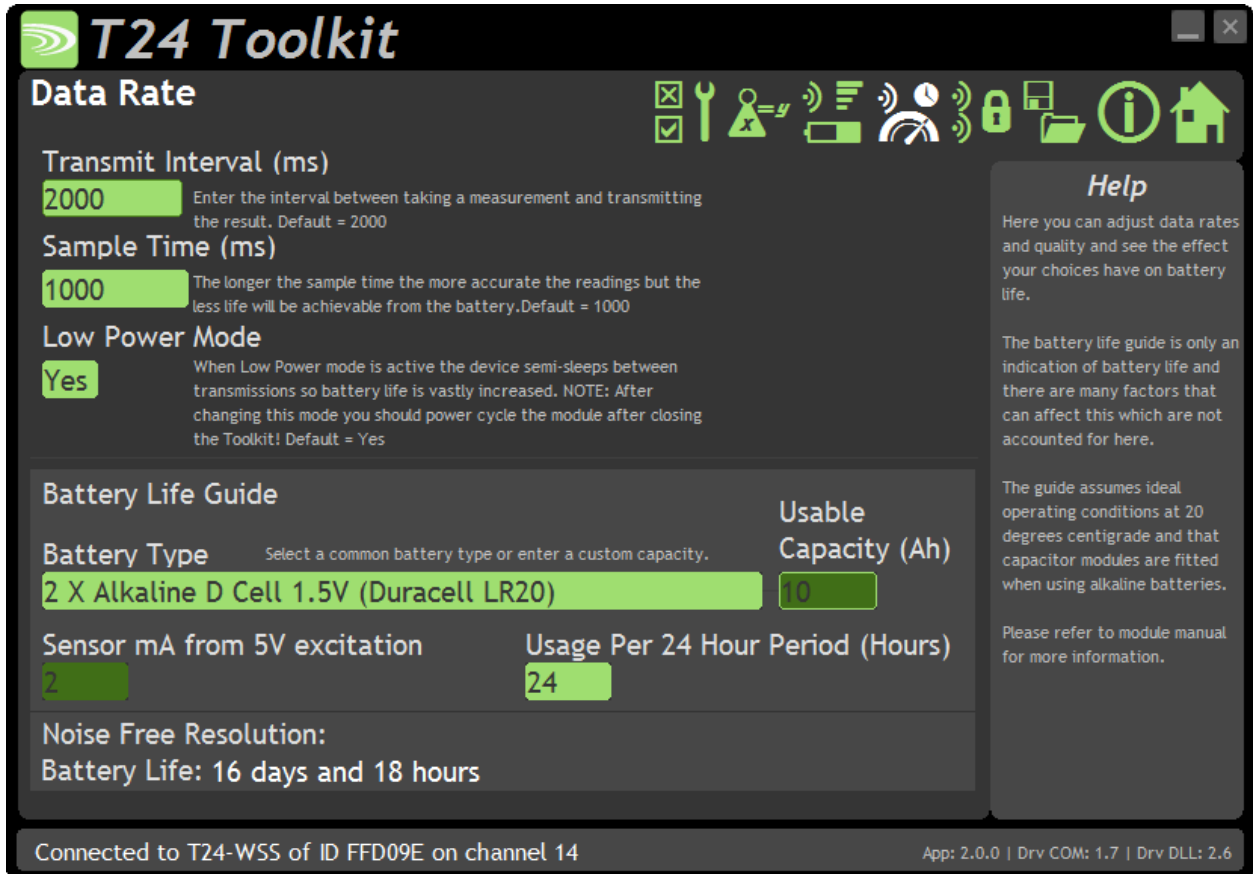 T24 Toolkit
Data Rate
x =y
Transmit Interval (ms)
2000
Enter the interval between taking a measurement and transmitting
the result. Default = 2000
Sample Time (ms)
1000
The longer the sample time the more accurate the readings but the
less life will be achievable from the battery.Default = 1000
Low Power Mode
Yes
When Low Power mode is active the device semi-sleeps between
transmissions so battery life is vastly increased. NOTE: After
changing this mode you should power cycle the module after closing
the Toolkit! Default = Yes
Battery Life Guide
Battery Type
Select a common battery type or enter a custom capacity.
Usable
Capacity (Ah)
2 X Alkaline D Cell 1.5V (Duracell LR20)
10
Sensor mA from 5V excitation
Usage Per 24 Hour Period (Hours)
2
24
Noise Free Resolution:
Battery Life: 16 days and 18 hours
Help
Here you can adjust data rates
and quality and see the effect
your choices have on battery
life.
The battery life guide is only an
indication of battery life and
there are many factors that
can affect this which are not
accounted for here.
The guide assumes ideal
operating conditions at 20
degrees centigrade and that
capacitor modules are fitted
when using alkaline batteries.
Please refer to module manual
for more information.
Connected to T24-WSS of ID FFD09E on channel 14
App: 2.0.0 | Drv COM: 1.7 | Drv DLL: 2.6